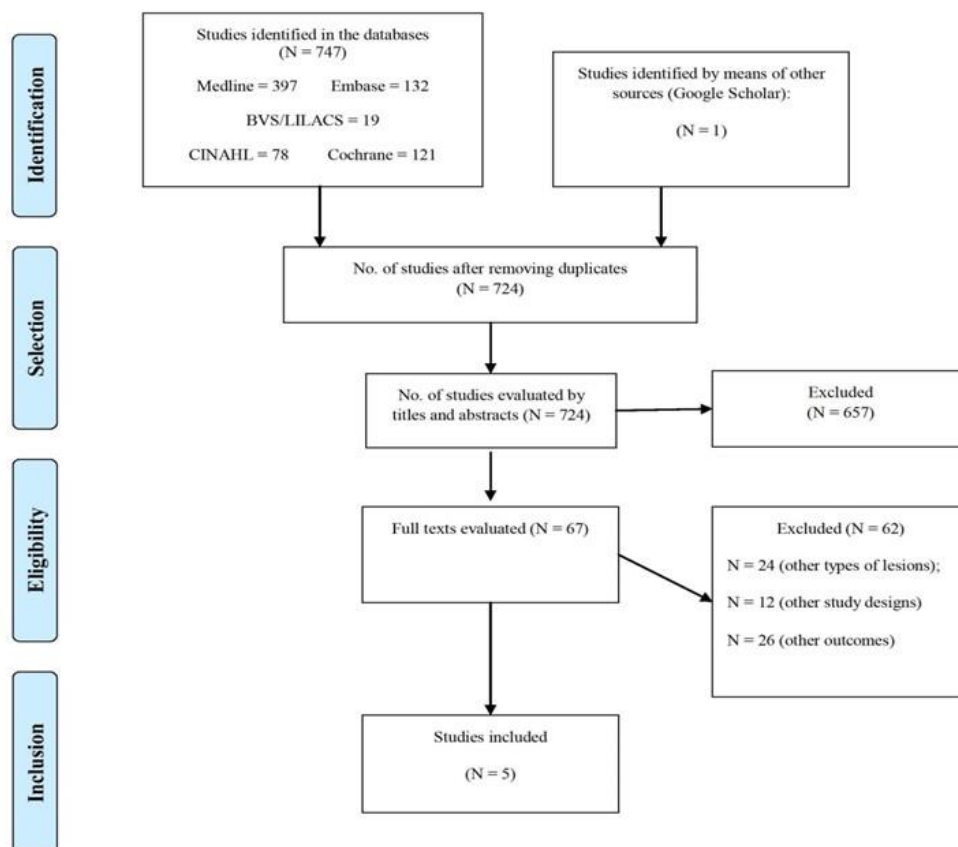 Identification
Studies identified in the databases
(N = 747)
Medline = 397 Embase = 132
BVS/LILACS = 19
CINAHL = 78 Cochrane = 121
Studies identified by means of other
sources (Google Scholar):
(N = 1)
Selection
No. of studies after removing duplicates
(N = 724)
No. of studies evaluated by
titles and abstracts (N = 724)
Excluded
(N = 657)
Eligibility
Full texts evaluated (N = 67)
Excluded (N = 62)
N = 24 (other types of lesions);
N = 12 (other study designs)
N = 26 (other outcomes)
Inclusion
Studies included
(N = 5)